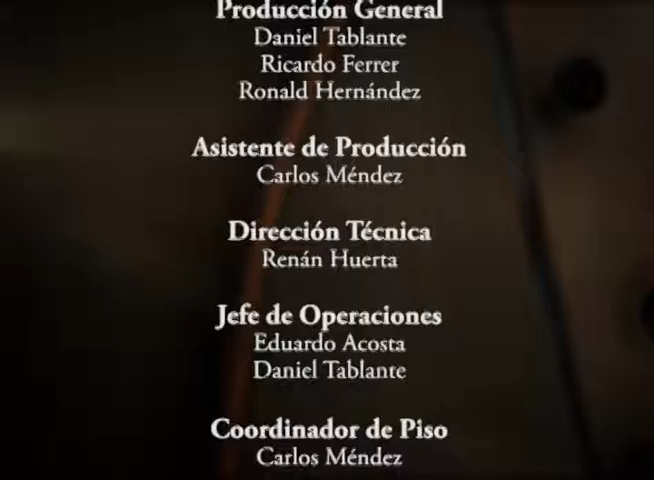 Producción General
Daniel Tablante
Ricardo Ferrer
Ronald Hernández
Asistente de Producción
Carlos Méndez
Dirección Técnica
Renán Huerta
Jefe de Operaciones
Eduardo Acosta
Daniel Tablante
Coordinador de Piso
Carlos Méndez